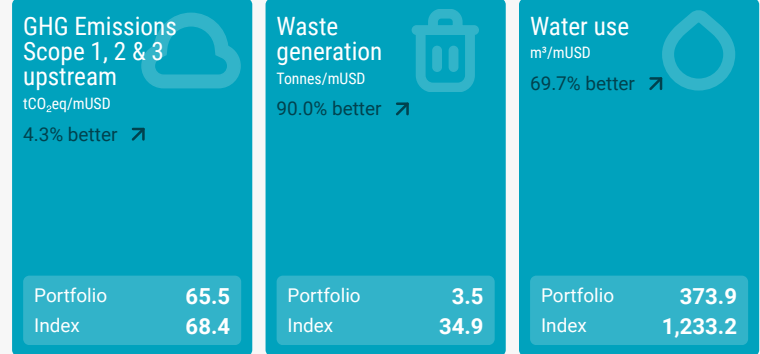 GHG Emissions
Scope 1, 2 & 3
upstream
tCO₂eq/mUSD
4.3% better
Portfolio 65.5
Index 68.4
Waste
generation
Tonnes/mUSD
90.0% better
Portfolio 3.5
Index 34.9
Water use
m³/mUSD
69.7% better
Portfolio 373.9
Index 1,233.2